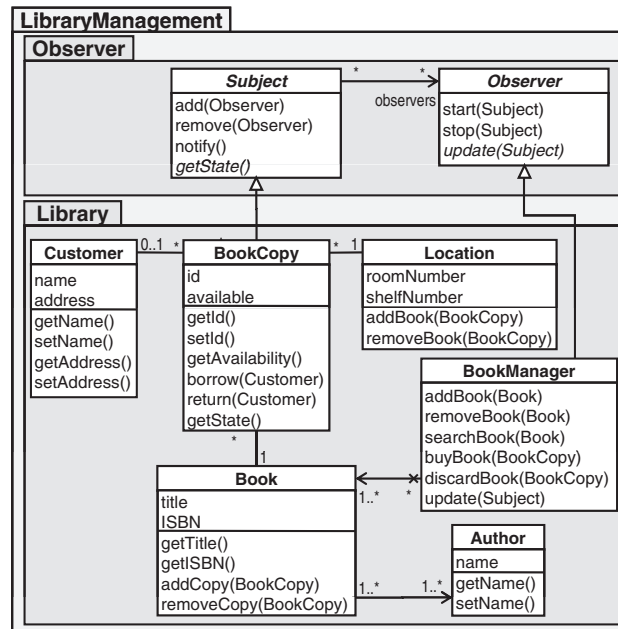 LibraryManagement
Observer
Subject
add(Observer)
remove(Observer)
notify()
getState()
* *
observers
Observer
start(Subject)
stop(Subject)
update(Subject)
Library
Customer
name
address
getName()
setName()
getAddress()
setAddress()
0..1 *
BookCopy
id
available
getId()
setId()
getAvailability()
borrow(Customer)
return(Customer)
getState()
* 1
Location
roomNumber
shelfNumber
addBook(BookCopy)
removeBook(BookCopy)
BookManager
addBook(Book)
removeBook(Book)
searchBook(Book)
buyBook(BookCopy)
discardBook(BookCopy)
update(Subject)
*
1
Book
title
ISBN
getTitle()
getISBN()
addCopy(BookCopy)
removeCopy(BookCopy)
1..* *
1..* 1..*
Author
name
getName()
setName()